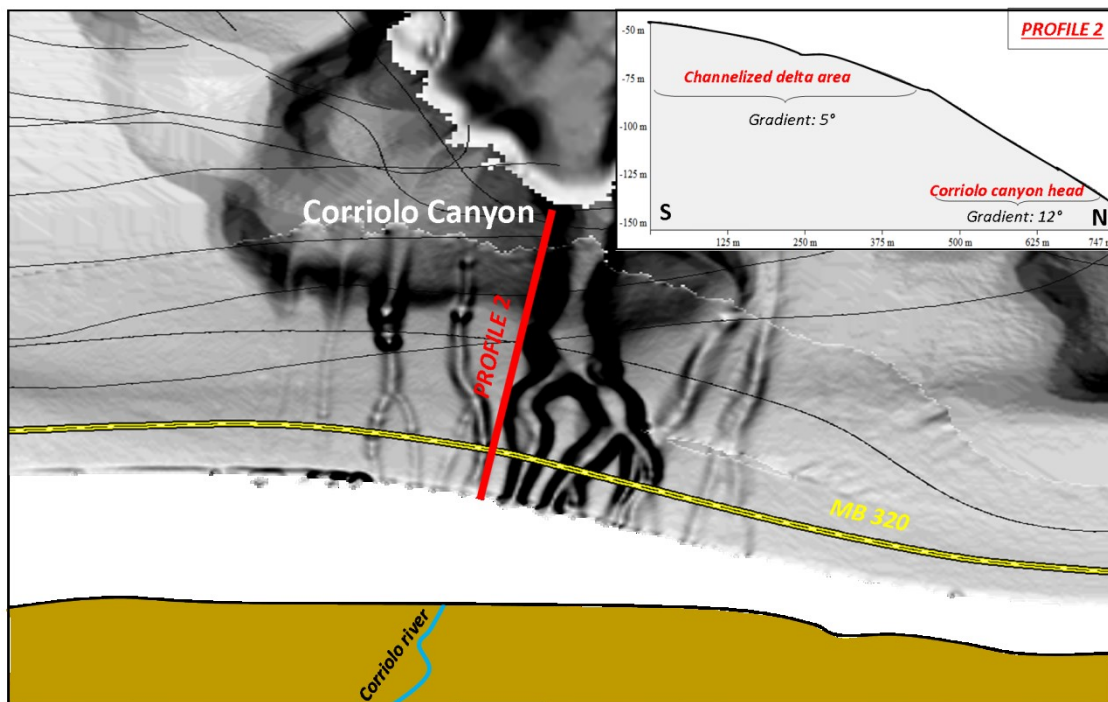 PROFILE 2
-50 m
-75 m
-100 m
-125 m
-150 m
Channelized delta area
Gradient: 5°
Corriolo canyon head
Gradient: 12°
S
N
125 m
250 m
375 m
500 m
625 m
747 m
Corriolo Canyon
PROFILE 2
MB 320
Corriolo river